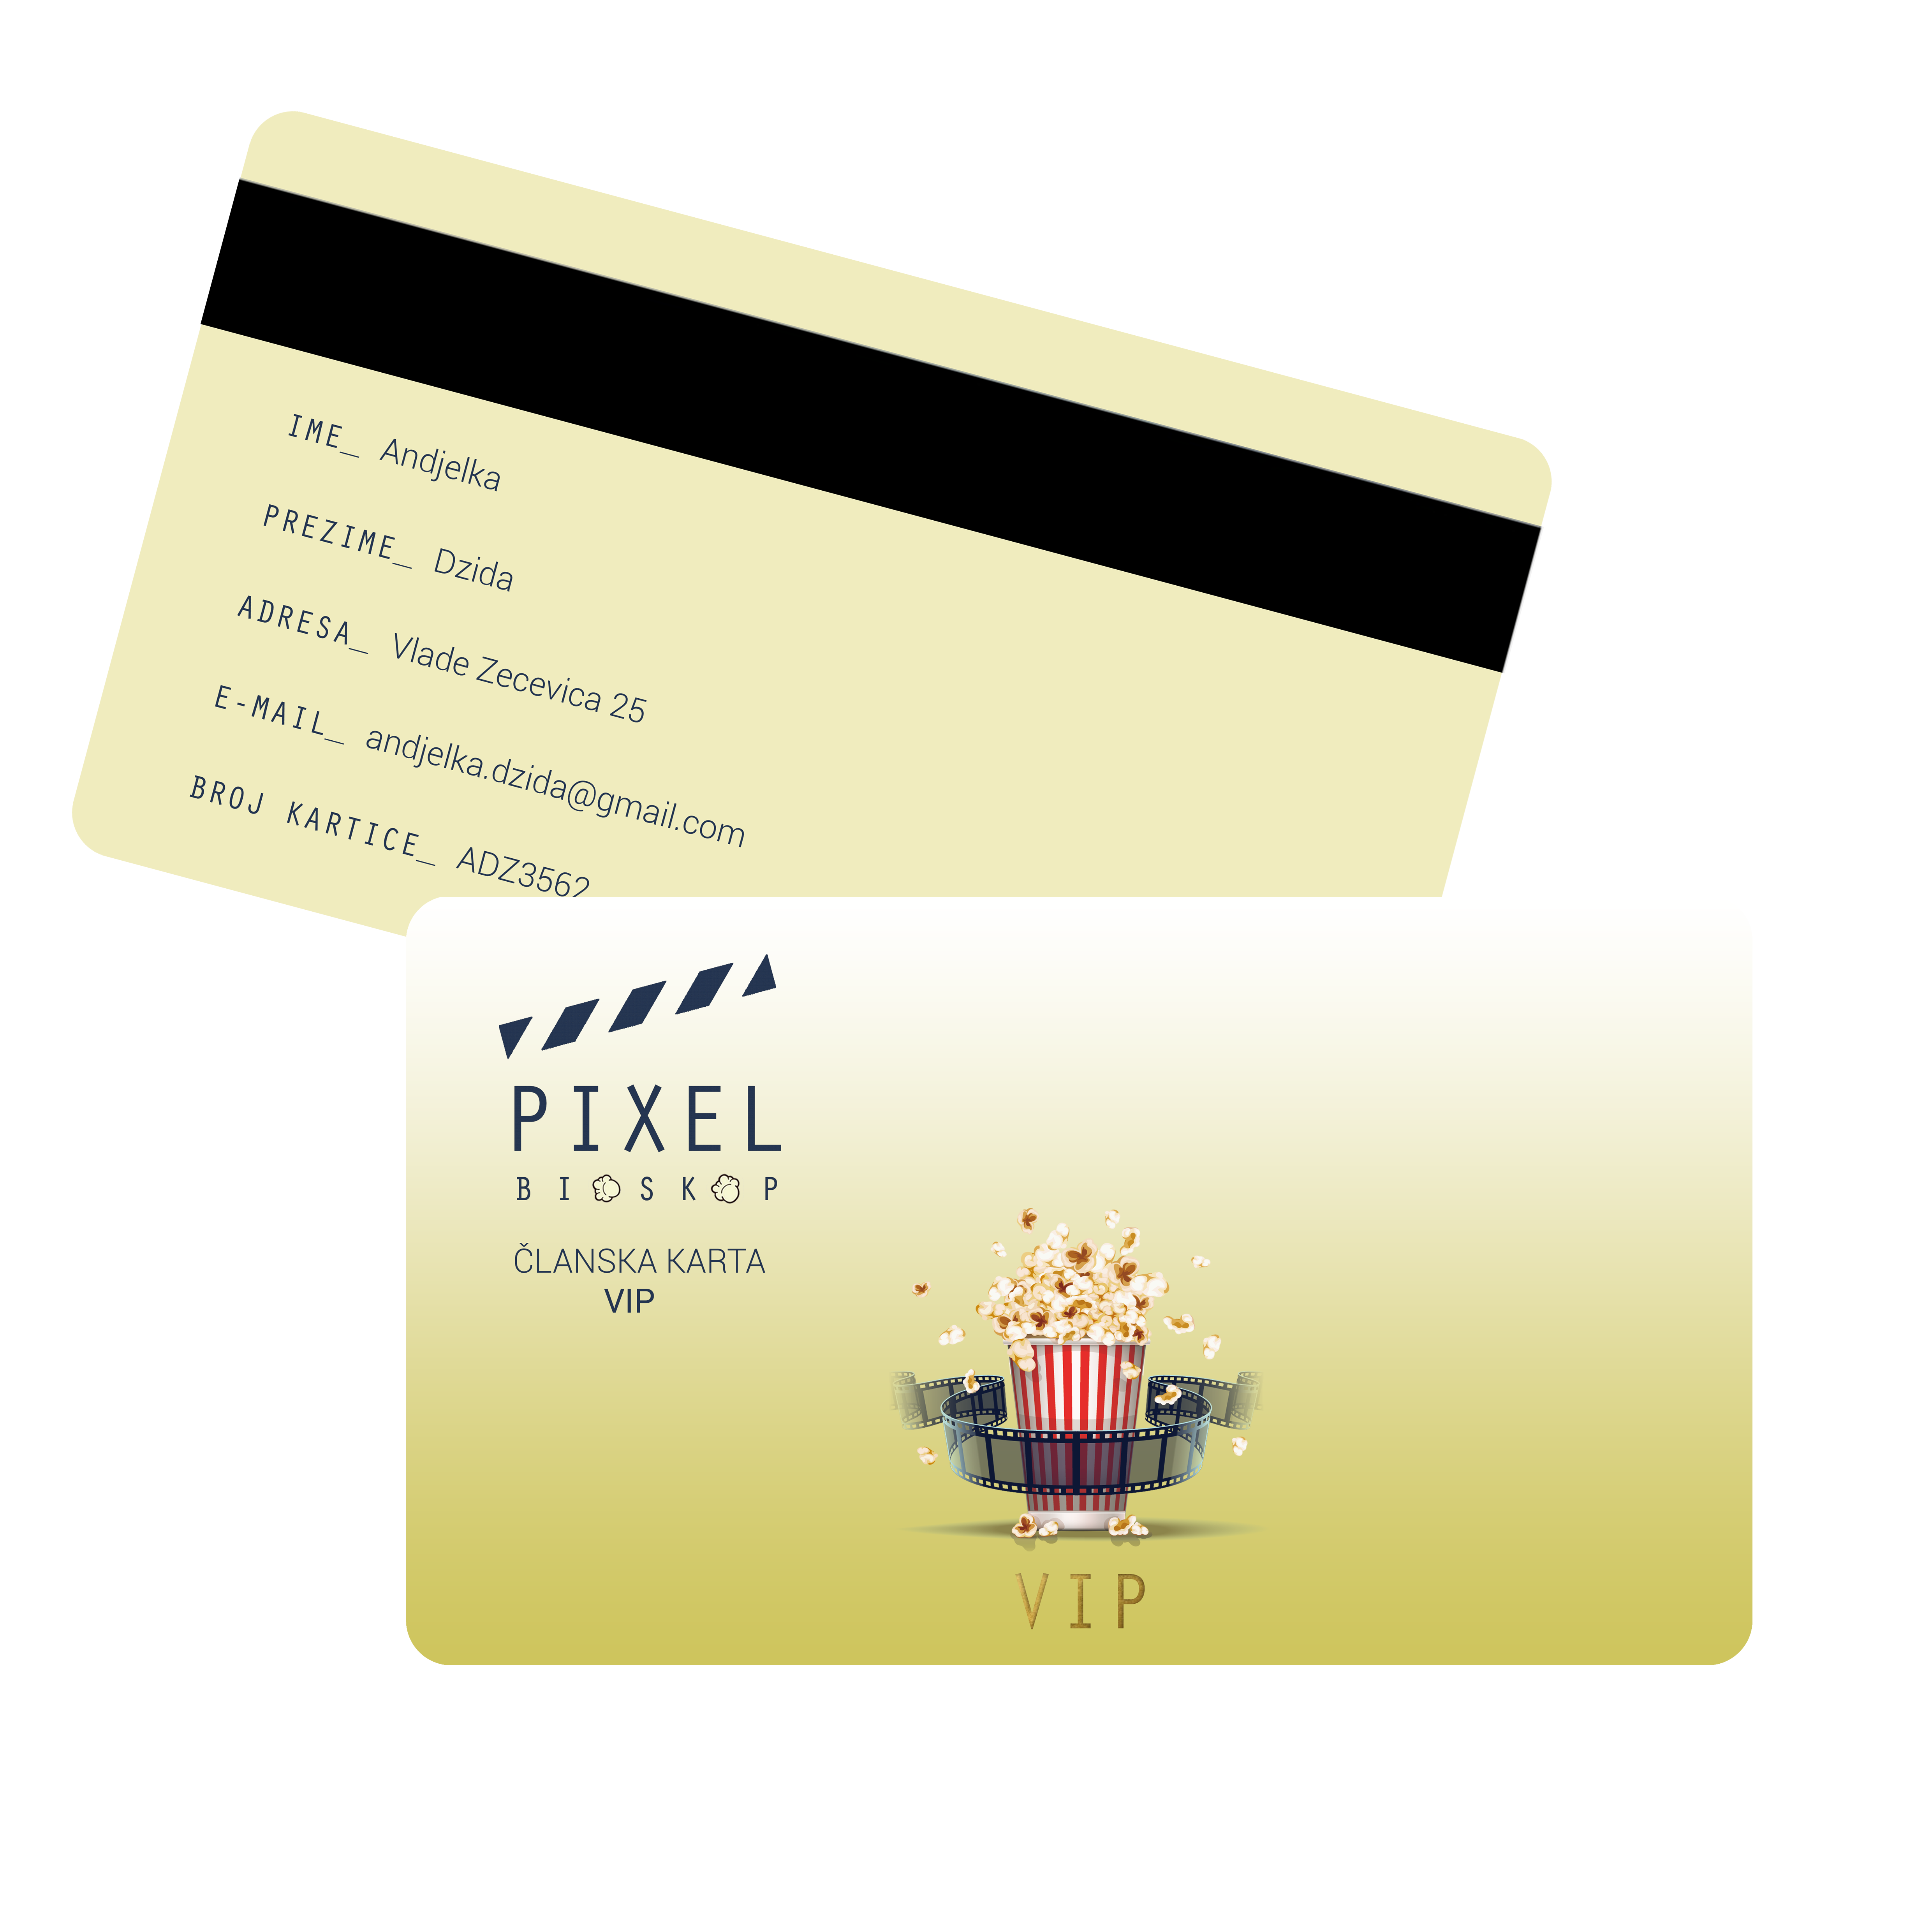 IME_ Andjelka
PREZIME_ Dzida
ADRESA_ Vlade Zecevica 25
E-MAIL_ andjelka.dzida@gmail.com
BROJ KARTICE_ ADZ3562
PIXEL
BIOSKOP
ČLANSKA KARTA
VIP
VIP